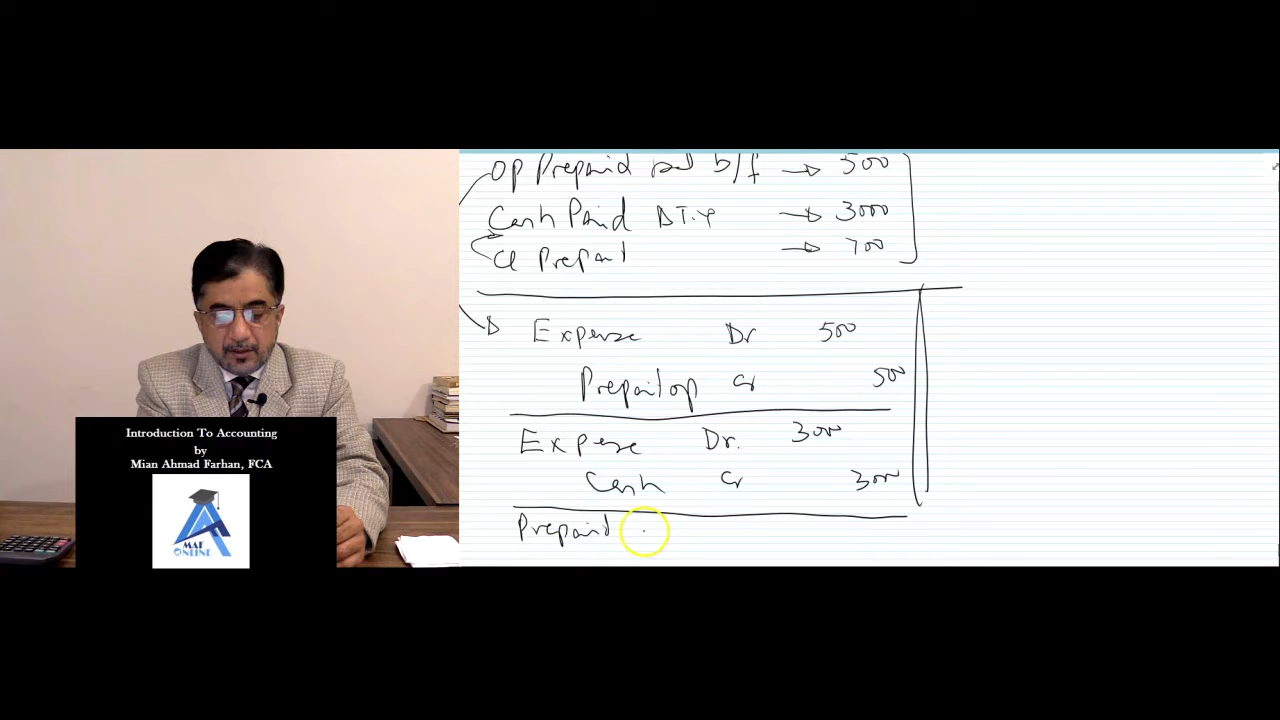 OP Prepaid bal b/f → 500
Cash Paid D T.Y → 3000
Cl Prepaid → 700
Expense Dr 500
Prepaid op Cr 500
Expense Dr. 3000
Cash Cr 3000
Prepaid
Introduction To Accounting
by
Mian Ahmad Farhan, FCA
MAF
ONLINE